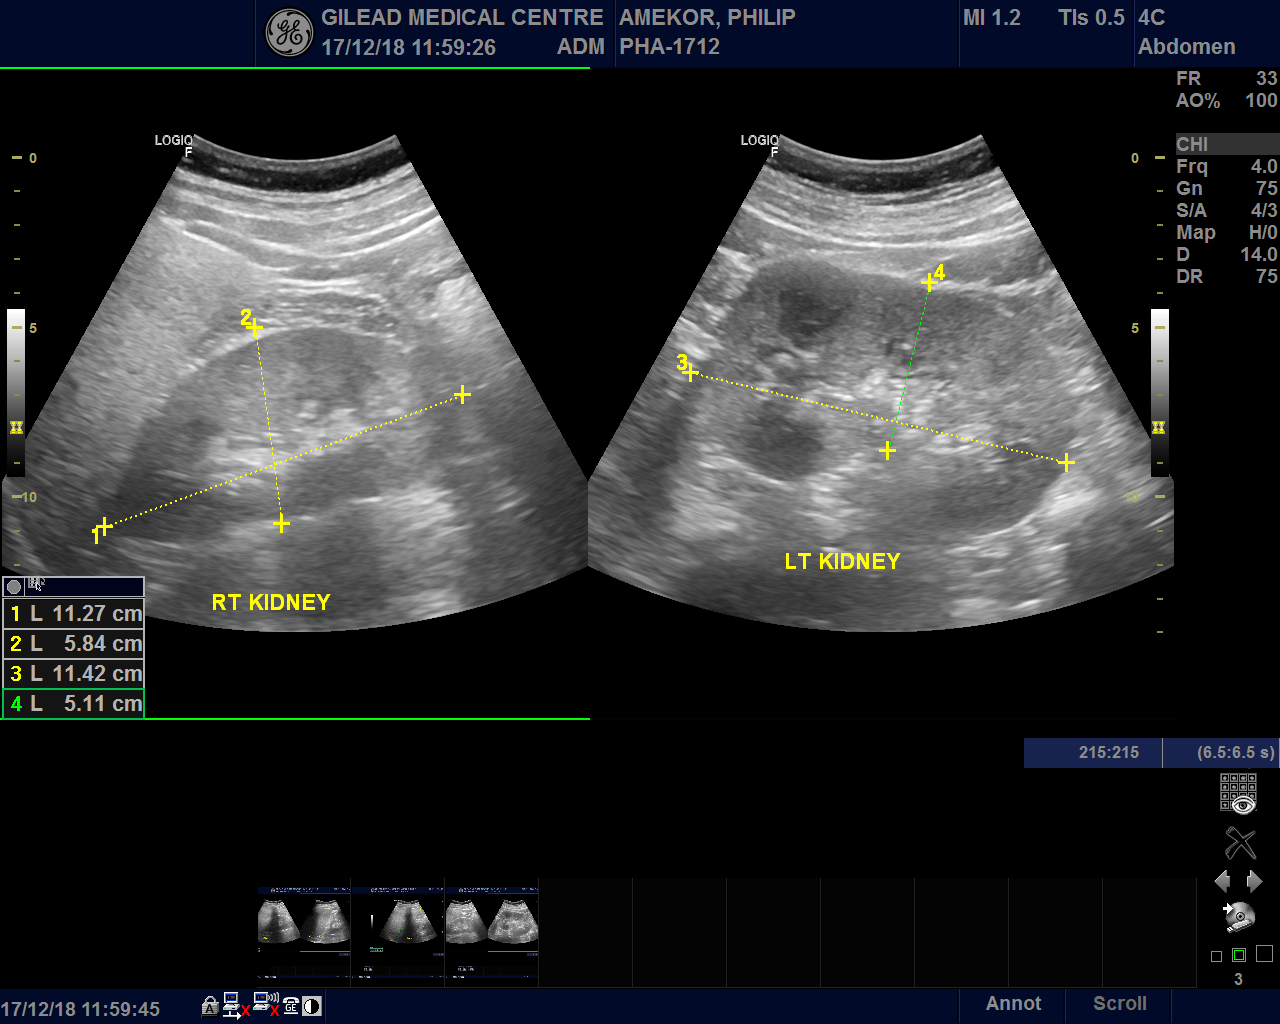 GILEAD MEDICAL CENTRE
17/12/18 11:59:26 ADM
AMEKOR, PHILIP
PHA-1712
MI 1.2 TIs 0.5
4C
Abdomen
FR 33
AO% 100
CHI
Frq 4.0
Gn 75
S/A 4/3
Map H/0
D 14.0
DR 75
LOGIQ
F
0
5
10
2
1
RT KIDNEY
LOGIQ
F
0
5
10
4
3
LT KIDNEY
1 L 11.27 cm
2 L 5.84 cm
3 L 11.42 cm
4 L 5.11 cm
215:215 (6.5:6.5 s)
3
17/12/18 11:59:45
Annot
Scroll